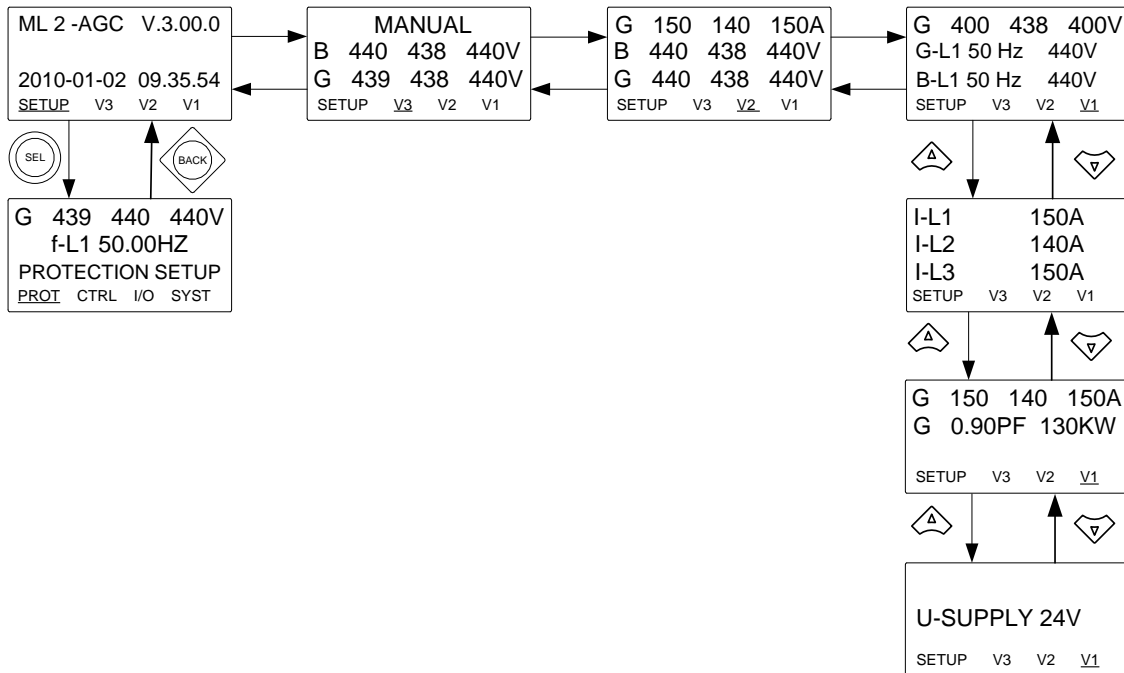 ML 2 -AGC V.3.00.0
2010-01-02 09.35.54
SETUP V3 V2 V1
MANUAL
B 440 438 440V
G 439 438 440V
SETUP V3 V2 V1
G 150 140 150A
B 440 438 440V
G 440 438 440V
SETUP V3 V2 V1
G 400 438 400V
G-L1 50 Hz 440V
B-L1 50 Hz 440V
SETUP V3 V2 V1
SEL
BACK
G 439 440 440V
f-L1 50.00HZ
PROTECTION SETUP
PROT CTRL I/O SYST
I-L1 150A
I-L2 140A
I-L3 150A
SETUP V3 V2 V1
G 150 140 150A
G 0.90PF 130KW
SETUP V3 V2 V1
U-SUPPLY 24V
SETUP V3 V2 V1